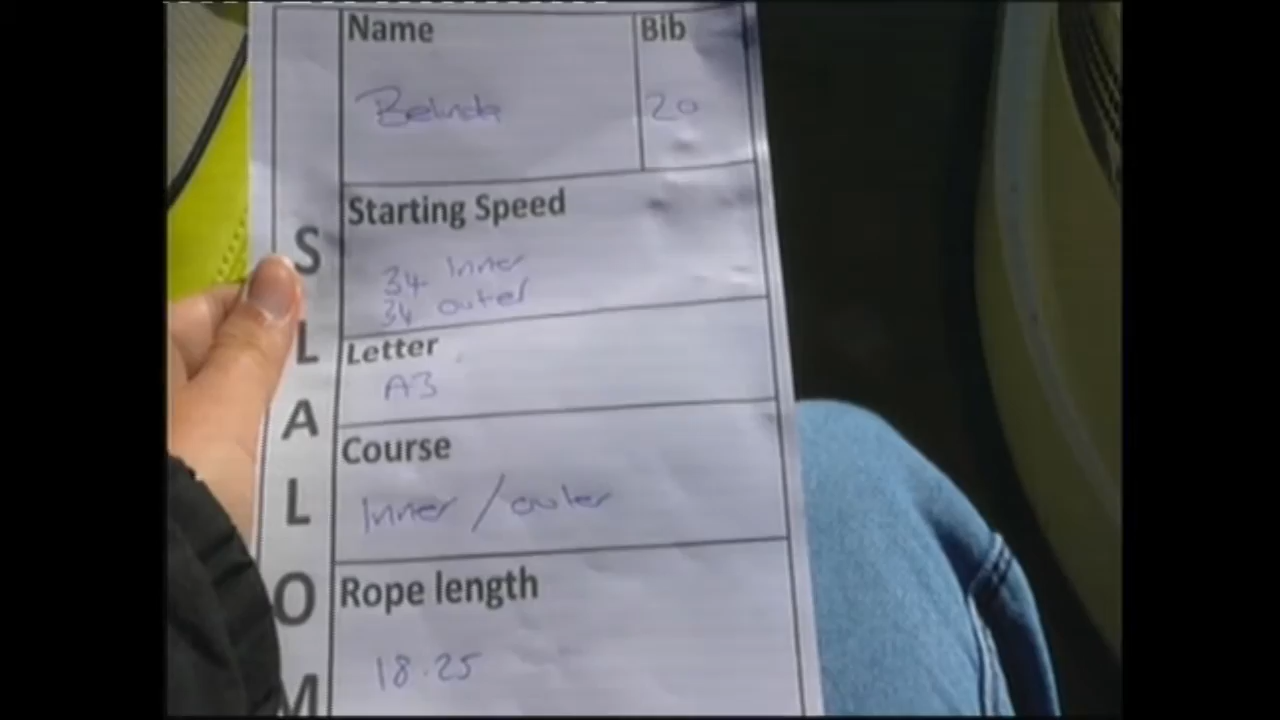 Name
Bib
Belinda
20
Starting Speed
34 Inner
34 outer
Letter
A3
Course
Inner / outer
Rope length
18.25
SLALOM